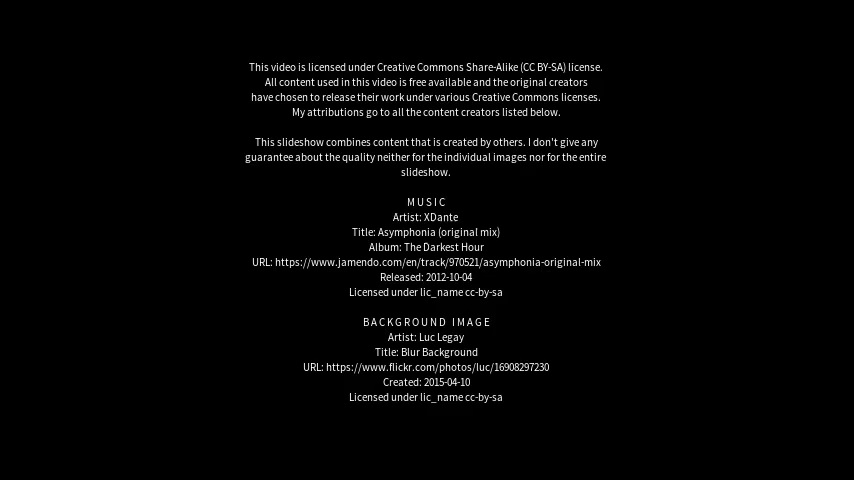 This video is licensed under Creative Commons Share-Alike (CC BY-SA) license.
All content used in this video is free available and the original creators
have chosen to release their work under various Creative Commons licenses.
My attributions go to all the content creators listed below.
This slideshow combines content that is created by others. I don't give any
guarantee about the quality neither for the individual images nor for the entire
slideshow.
MUSIC
Artist: XDante
Title: Asymphonia (original mix)
Album: The Darkest Hour
URL: https://www.jamendo.com/en/track/970521/asymphonia-original-mix
Released: 2012-10-04
Licensed under lic_name cc-by-sa
BACKGROUND IMAGE
Artist: Luc Legay
Title: Blur Background
URL: https://www.flickr.com/photos/luc/16908297230
Created: 2015-04-10
Licensed under lic_name cc-by-sa